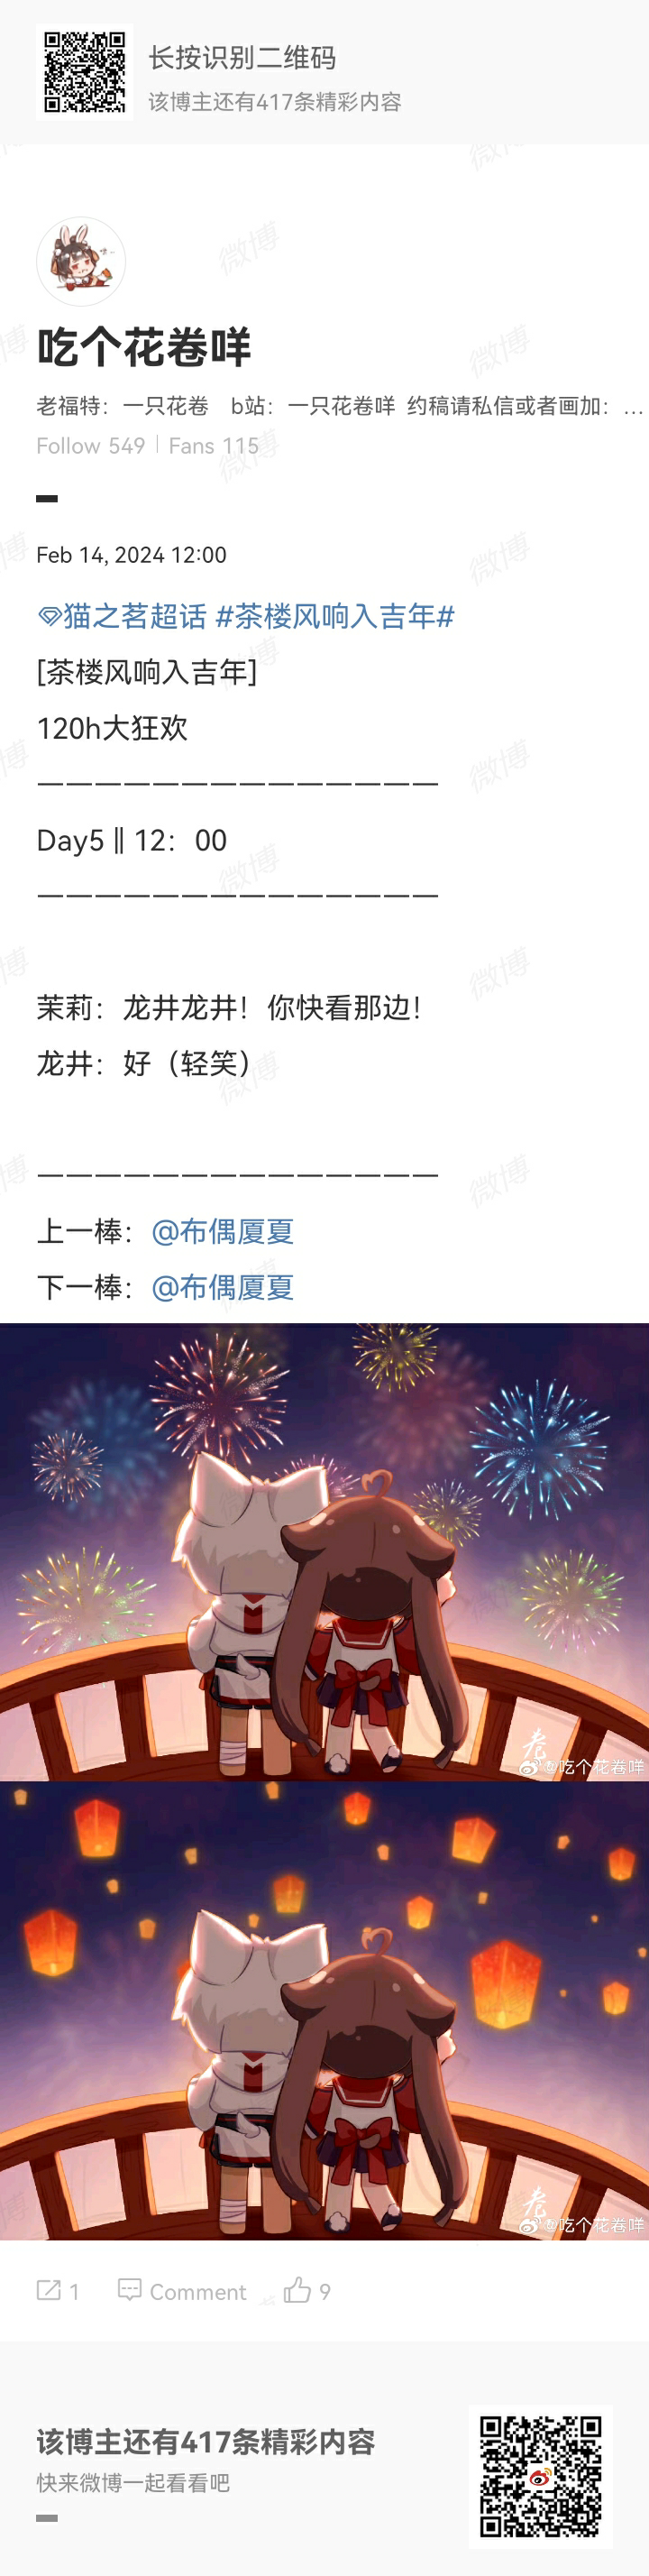 长按识别二维码
该博主还有417条精彩内容
吃个花卷咩
老福特：一只花卷 b站：一只花卷咩 约稿请私信或者画加：...
Follow 549 | Fans 115
Feb 14, 2024 12:00
猫之茗超话 #茶楼风响入吉年#
[茶楼风响入吉年]
120h大狂欢
——————————————
Day5 || 12：00
——————————————
茉莉：龙井龙井！你快看那边！
龙井：好（轻笑）
——————————————
上一棒：@布偶厦夏
下一棒：@布偶厦夏
卷
@吃个花卷咩
卷
@吃个花卷咩
1 Comment 9
该博主还有417条精彩内容
快来微博一起看看吧
微博